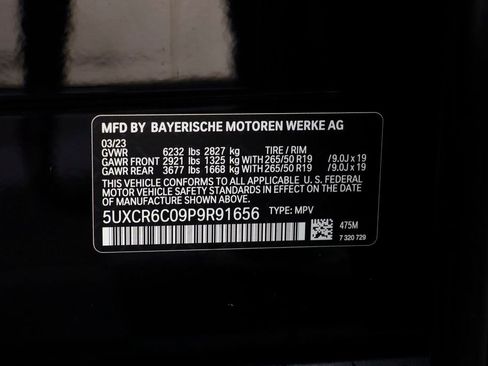 MFD BY BAYERISCHE MOTOREN WERKE AG
03/23
GVWR 6232 lbs 2827 kg TIRE / RIM
GAWR FRONT 2921 lbs 1325 kg WITH 265/50 R19 / 9.0J x 19
GAWR REAR 3677 lbs 1668 kg WITH 265/50 R19 / 9.0J x 19
THIS VEHICLE CONFORMS TO ALL APPLICABLE U. S. FEDERAL
MOTOR VEHICLE SAFETY STANDARDS IN EFFECT ON THE
DATE OF MANUFACTURE SHOWN ABOVE.
5UXCR6C09P9R91656 TYPE: MPV
475M
7 320 729